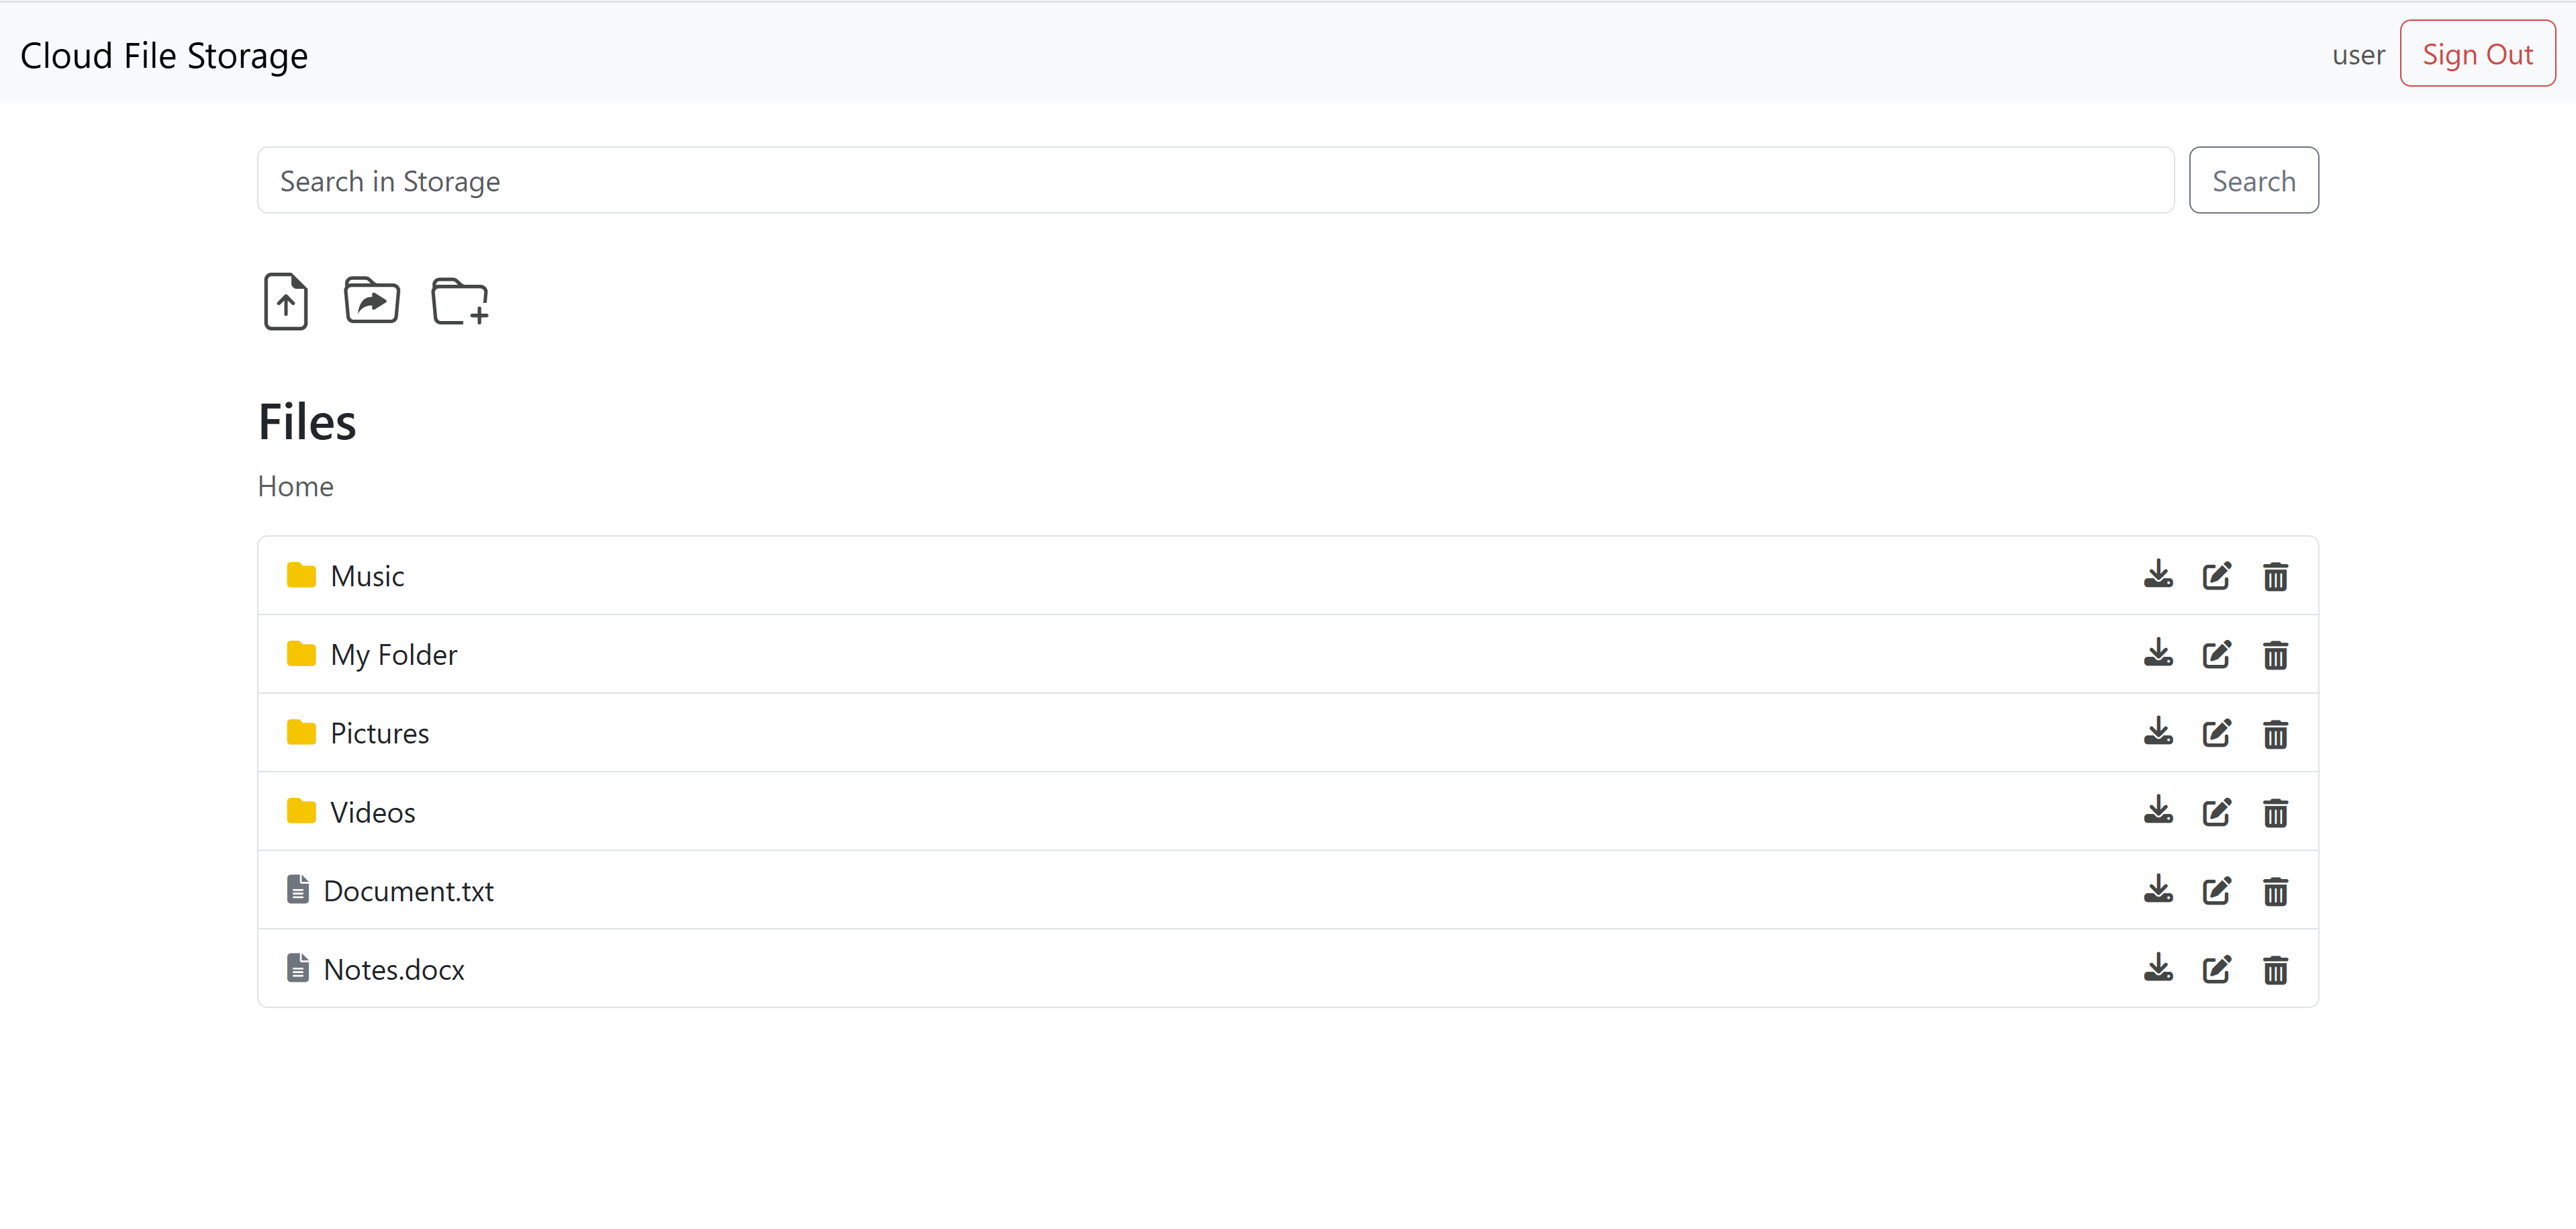 Cloud File Storage
user
Sign Out
Search in Storage
Search
Files
Home
Music
My Folder
Pictures
Videos
Document.txt
Notes.docx